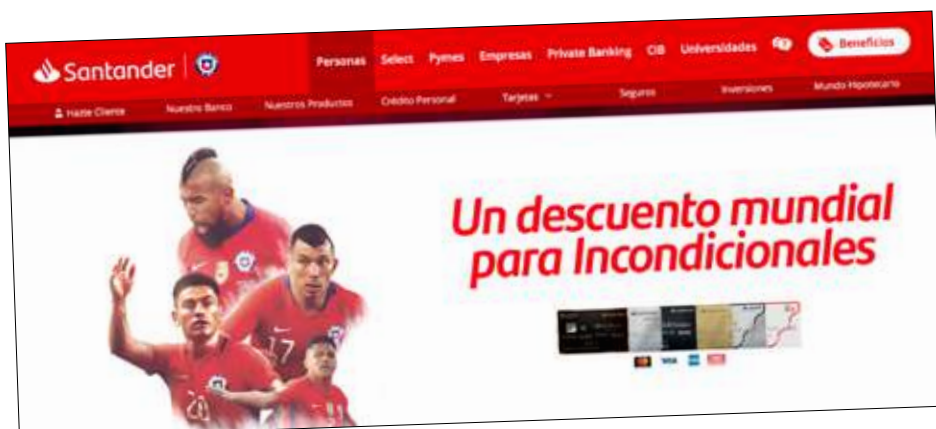 Santander
Personas Select Pymes Empresas Private Banking CIB Universidades Beneficios
Hazte Cliente Nuestro Banco Nuestros Productos Crédito Personal Tarjetas Seguros Inversiones Mundo Hipotecario
Un descuento mundial
para Incondicionales
17
20
VISA